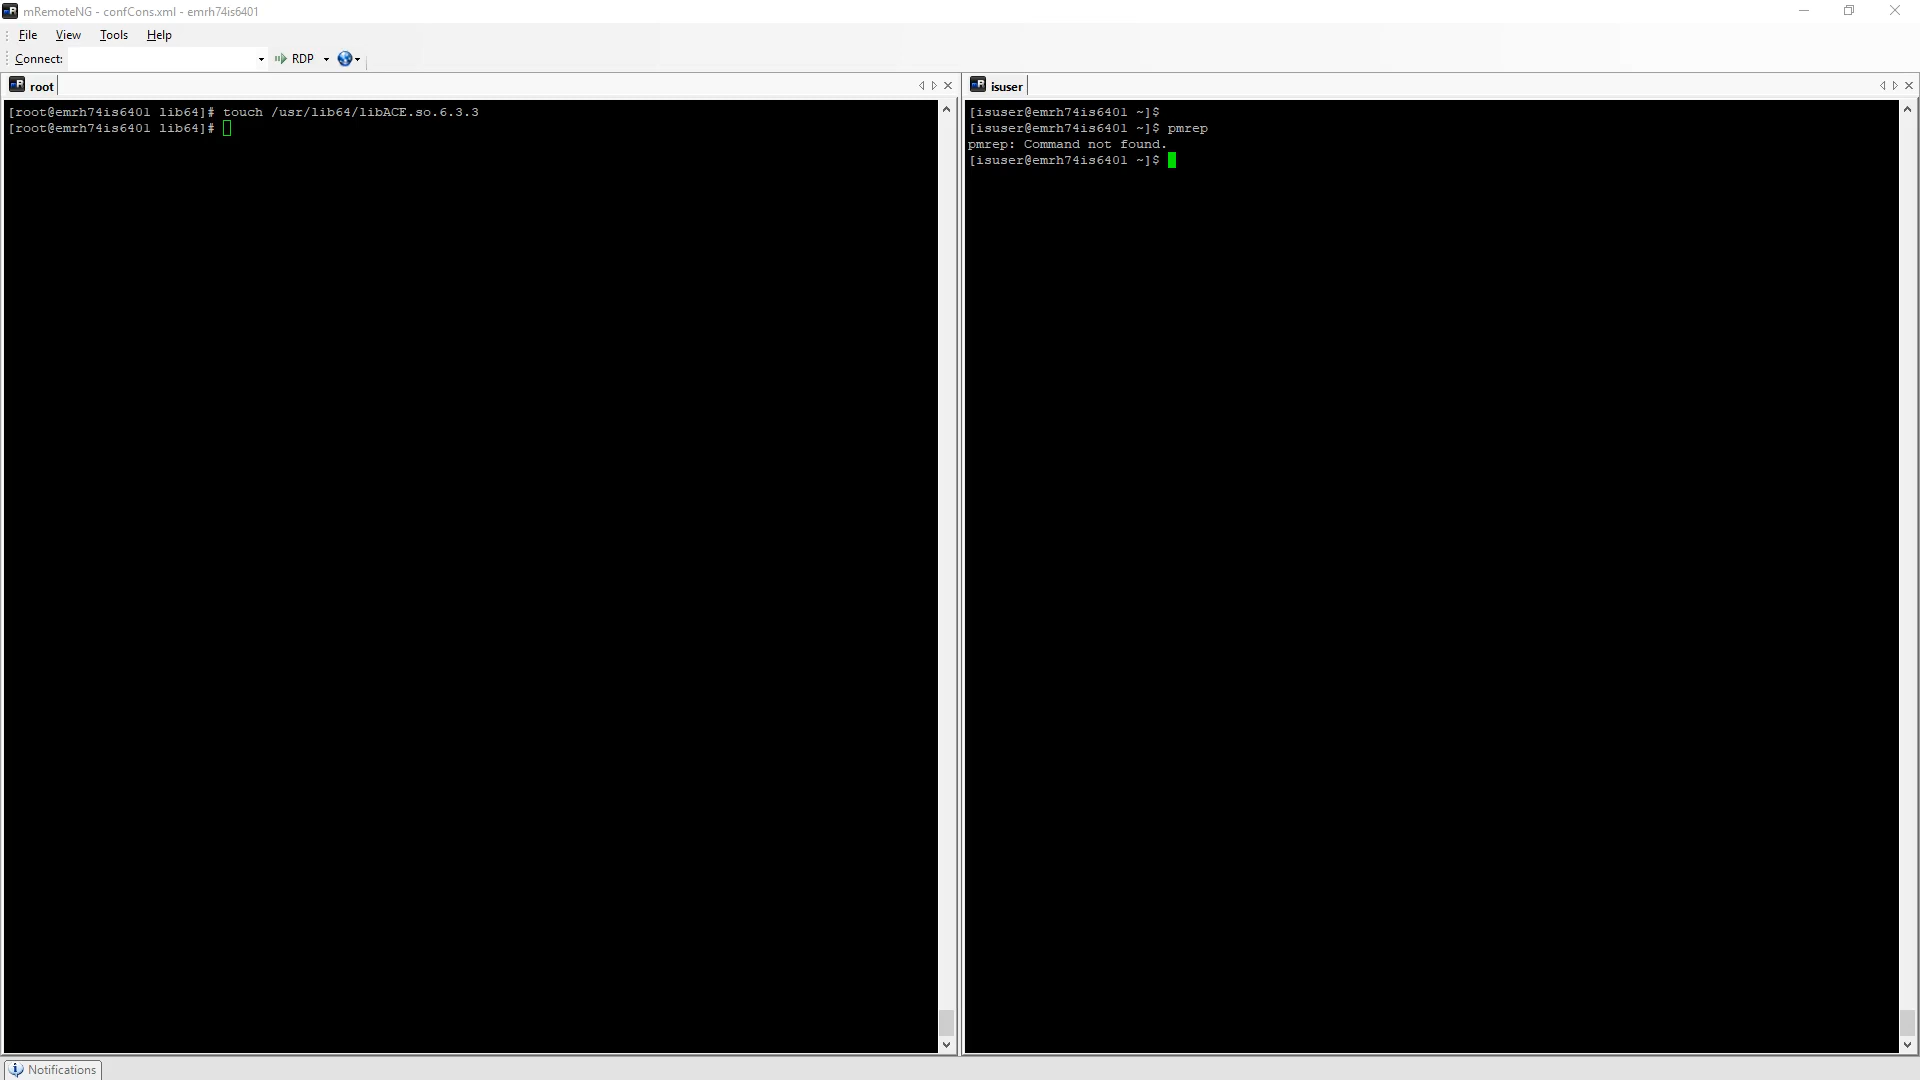 mRemoteNG - confCons.xml - emrh74is6401
File View Tools Help
Connect: RDP
root
[root@emrh74is6401 lib64]# touch /usr/lib64/libACE.so.6.3.3
[root@emrh74is6401 lib64]#
isuser
[isuser@emrh74is6401 ~]$
[isuser@emrh74is6401 ~]$ pmrep
pmrep: Command not found.
[isuser@emrh74is6401 ~]$
Notifications